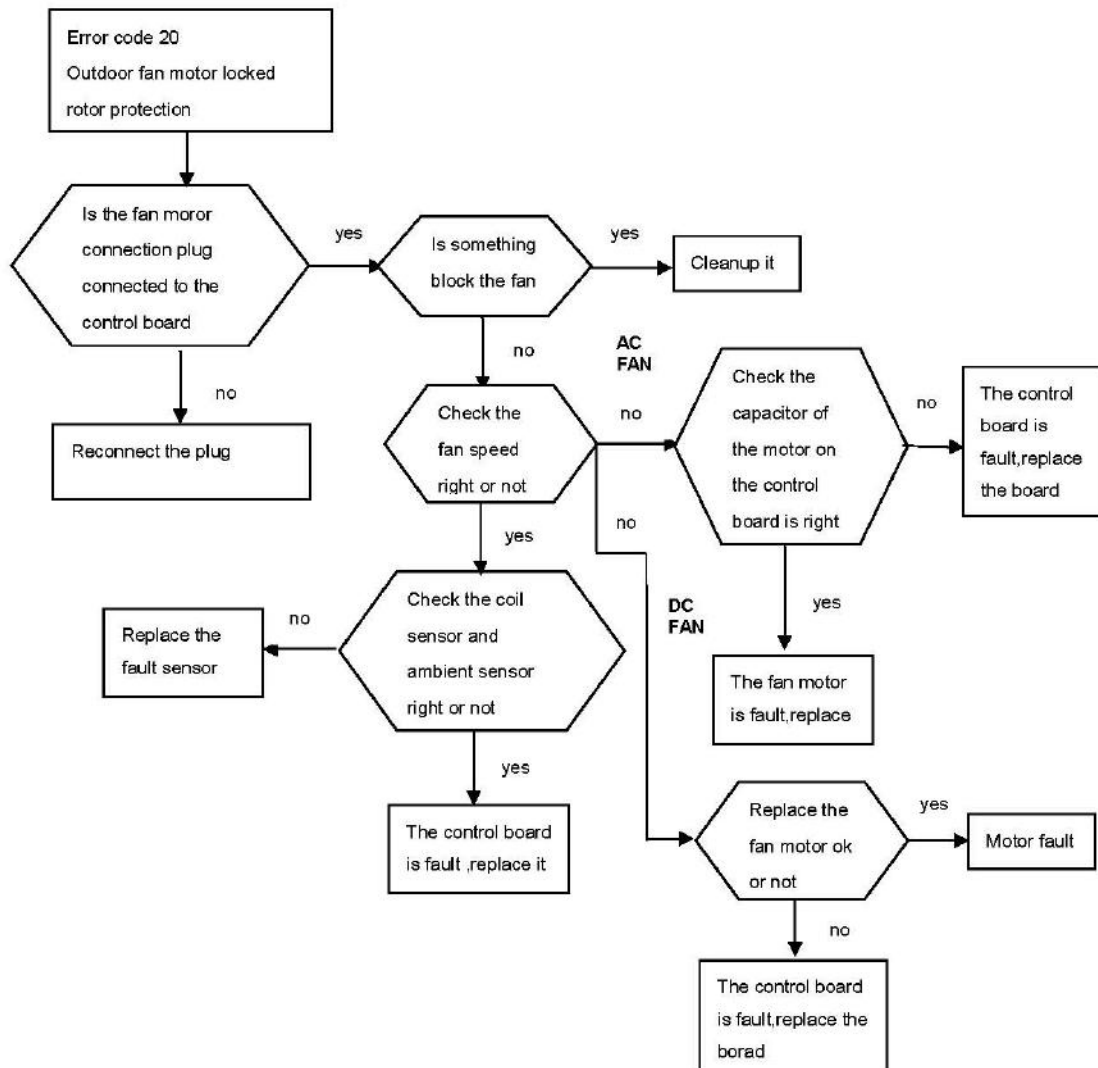 Error code 20
Outdoor fan motor locked
rotor protection
Is the fan moror
connection plug
connected to the
control board
yes
Is something
block the fan
yes
Cleanup it
no
Reconnect the plug
no
Check the
fan speed
right or not
AC
FAN
no
Check the
capacitor of
the motor on
the control
board is right
no
The control
board is
fault,replace
the board
yes
The fan motor
is fault,replace
no
DC
FAN
yes
Check the coil
sensor and
ambient sensor
right or not
no
Replace the
fault sensor
yes
The control board
is fault ,replace it
Replace the
fan motor ok
or not
yes
Motor fault
no
The control board
is fault,replace the
borad